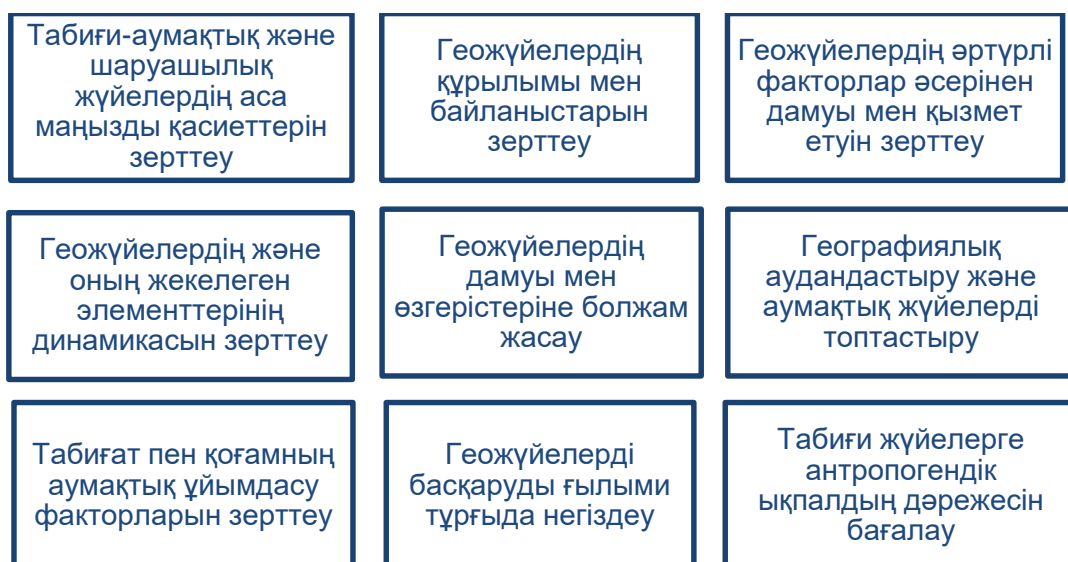 Табиғи-аумақтық және
шаруашылық
жүйелердің аса
маңызды қасиеттерін
зерттеу
Геожүйелердің
құрылымы мен
байланыстарын
зерттеу
Геожүйелердің әртүрлі
факторлар әсерінен
дамуы мен қызмет
етуін зерттеу
Геожүйелердің және
оның жекелеген
элементтерінің
динамикасын зерттеу
Геожүйелердің
дамуы мен
өзгерістеріне болжам
жасау
Географиялық
аудандастыру және
аумақтық жүйелерді
топтастыру
Табиғат пен қоғамның
аумақтық ұйымдасу
факторларын зерттеу
Геожүйелерді
басқаруды ғылыми
тұрғыда негіздеу
Табиғи жүйелерге
антропогендік
ықпалдың дәрежесін
бағалау